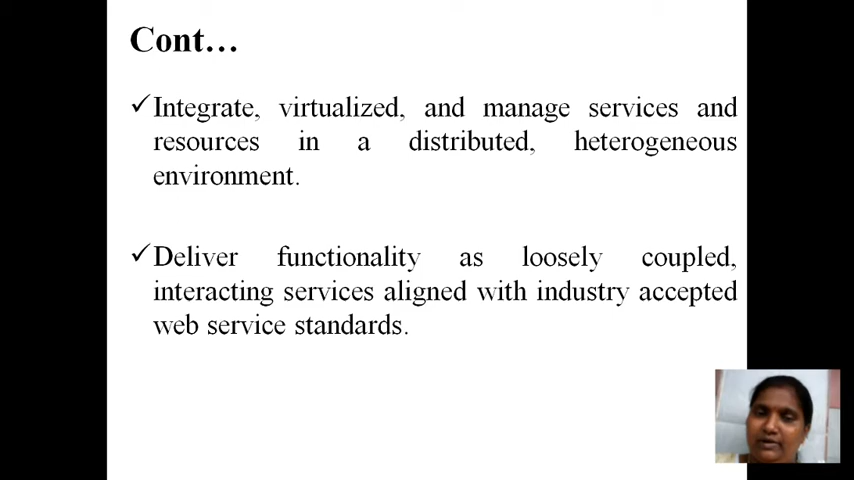 Cont…
✓Integrate, virtualized, and manage services and
resources in a distributed, heterogeneous
environment.
✓Deliver functionality as loosely coupled,
interacting services aligned with industry accepted
web service standards.